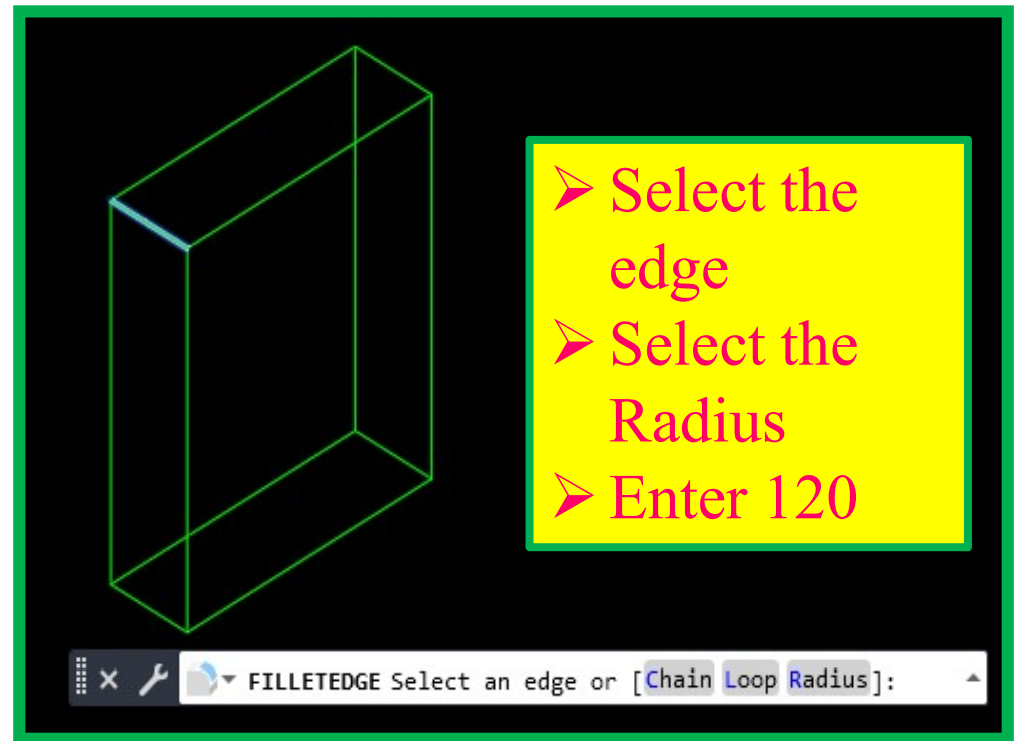 ➢ Select the
edge
➢ Select the
Radius
➢ Enter 120
FILLETEDGE Select an edge or [Chain Loop Radius]: